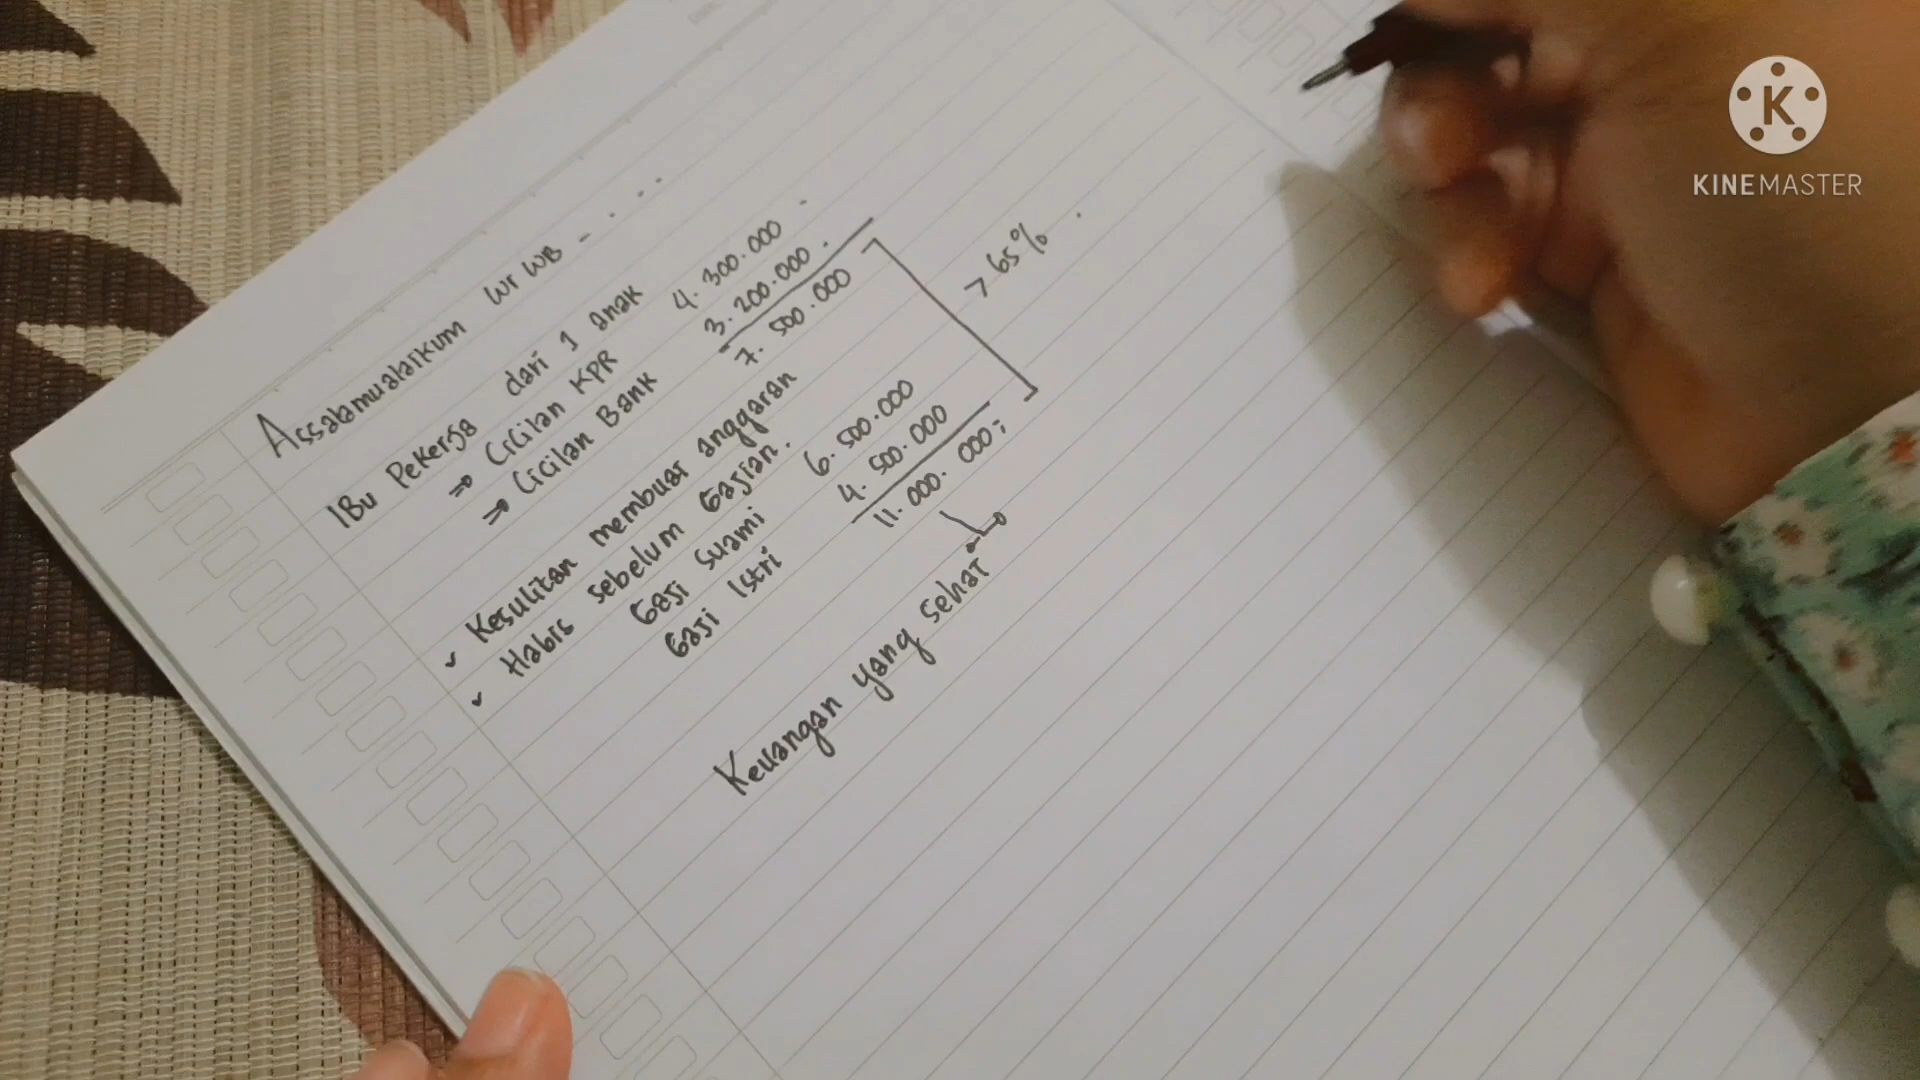 Assalamualaikum wr wB - . . . .
IBu Pekerja dari 1 anak
⇒ Cicilan KPR 4.300.000 -
⇒ Cicilan Bank 3.200.000.
7.500.000
> 65% .
✓ Kesulitan membuat anggaran
✓ Habis sebelum Gajian.
Gaji Suami 6.500.000
Gaji Istri 4.500.000
11.000.000;
Keuangan yang sehat
K
KINEMASTER